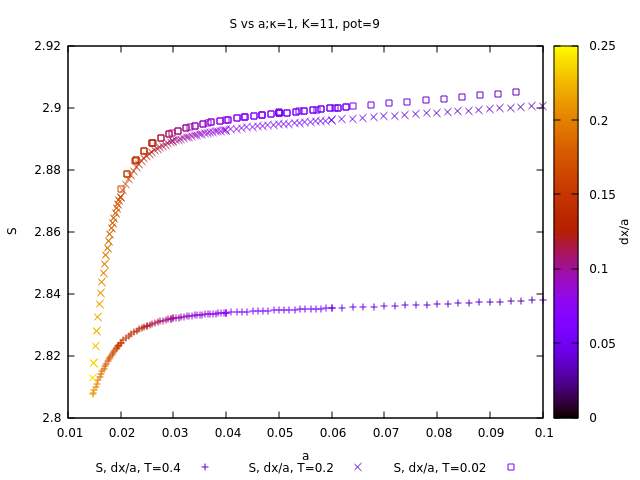 S vs a;κ=1, K=11, pot=9
2.92
2.9
2.88
2.86
2.84
2.82
2.8
S
0.01 0.02 0.03 0.04 0.05 0.06 0.07 0.08 0.09 0.1
a
0.25
0.2
0.15
0.1
0.05
0
dx/a
S, dx/a, T=0.4 S, dx/a, T=0.2 S, dx/a, T=0.02